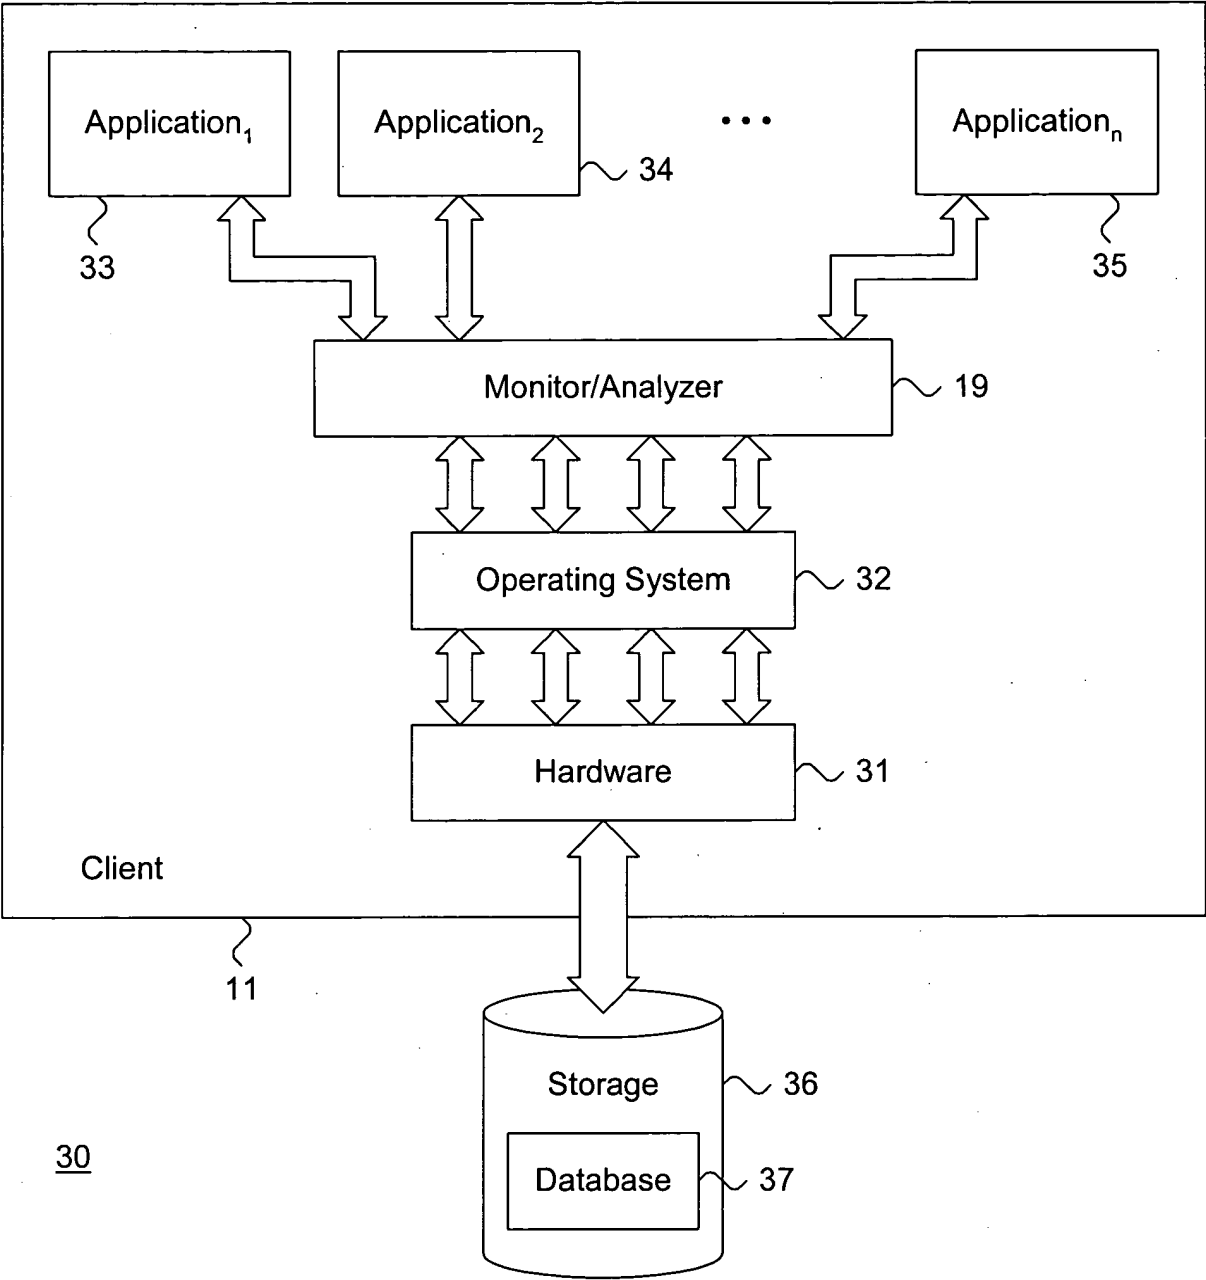 Application1
Application2
...
Applicationn
34
33
35
Monitor/Analyzer
19
Operating System
32
Hardware
31
Client
11
Storage
36
30
Database
37